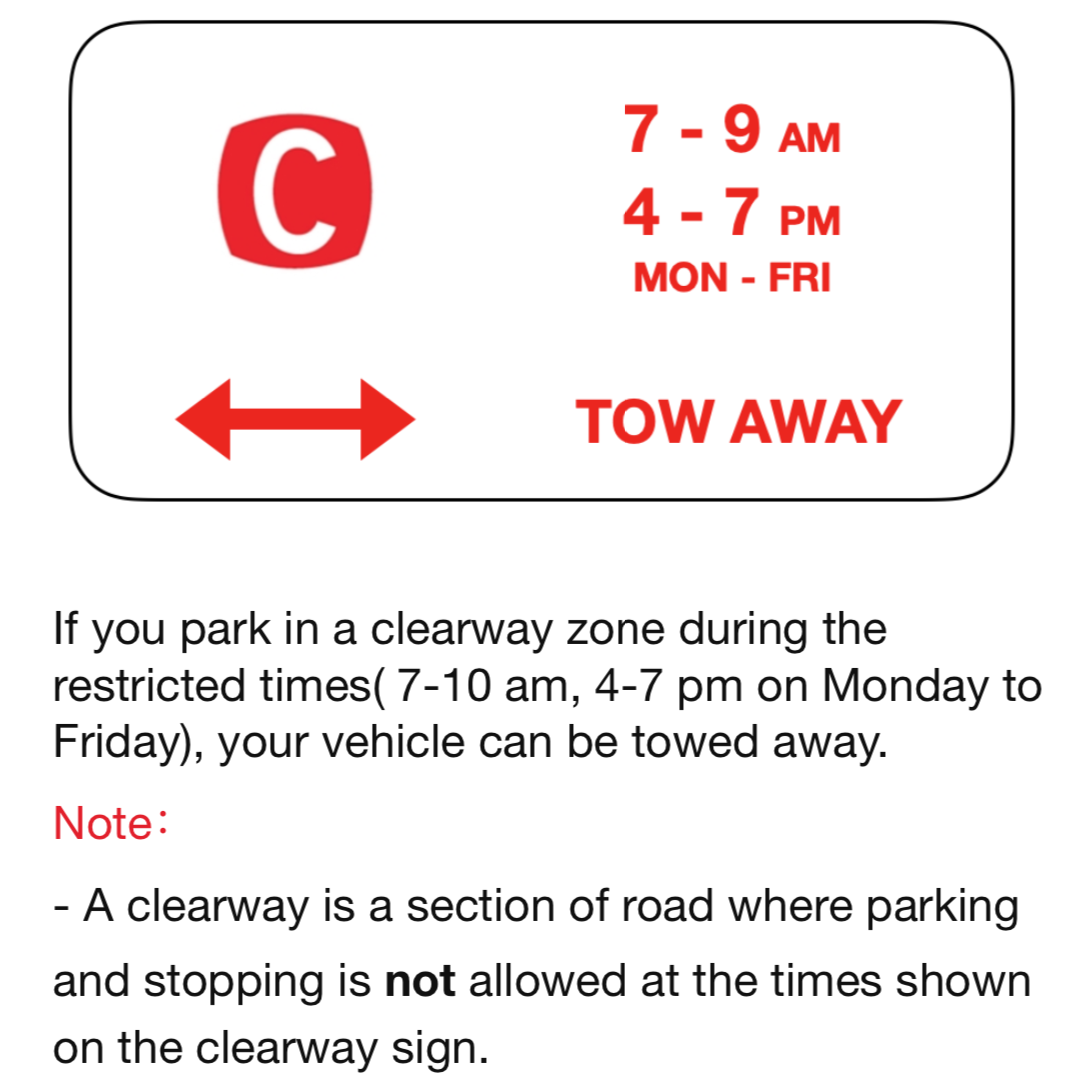 C
7 - 9 AM
4 - 7 PM
MON - FRI
TOW AWAY
If you park in a clearway zone during the
restricted times( 7-10 am, 4-7 pm on Monday to
Friday), your vehicle can be towed away.
Note:
- A clearway is a section of road where parking
and stopping is not allowed at the times shown
on the clearway sign.